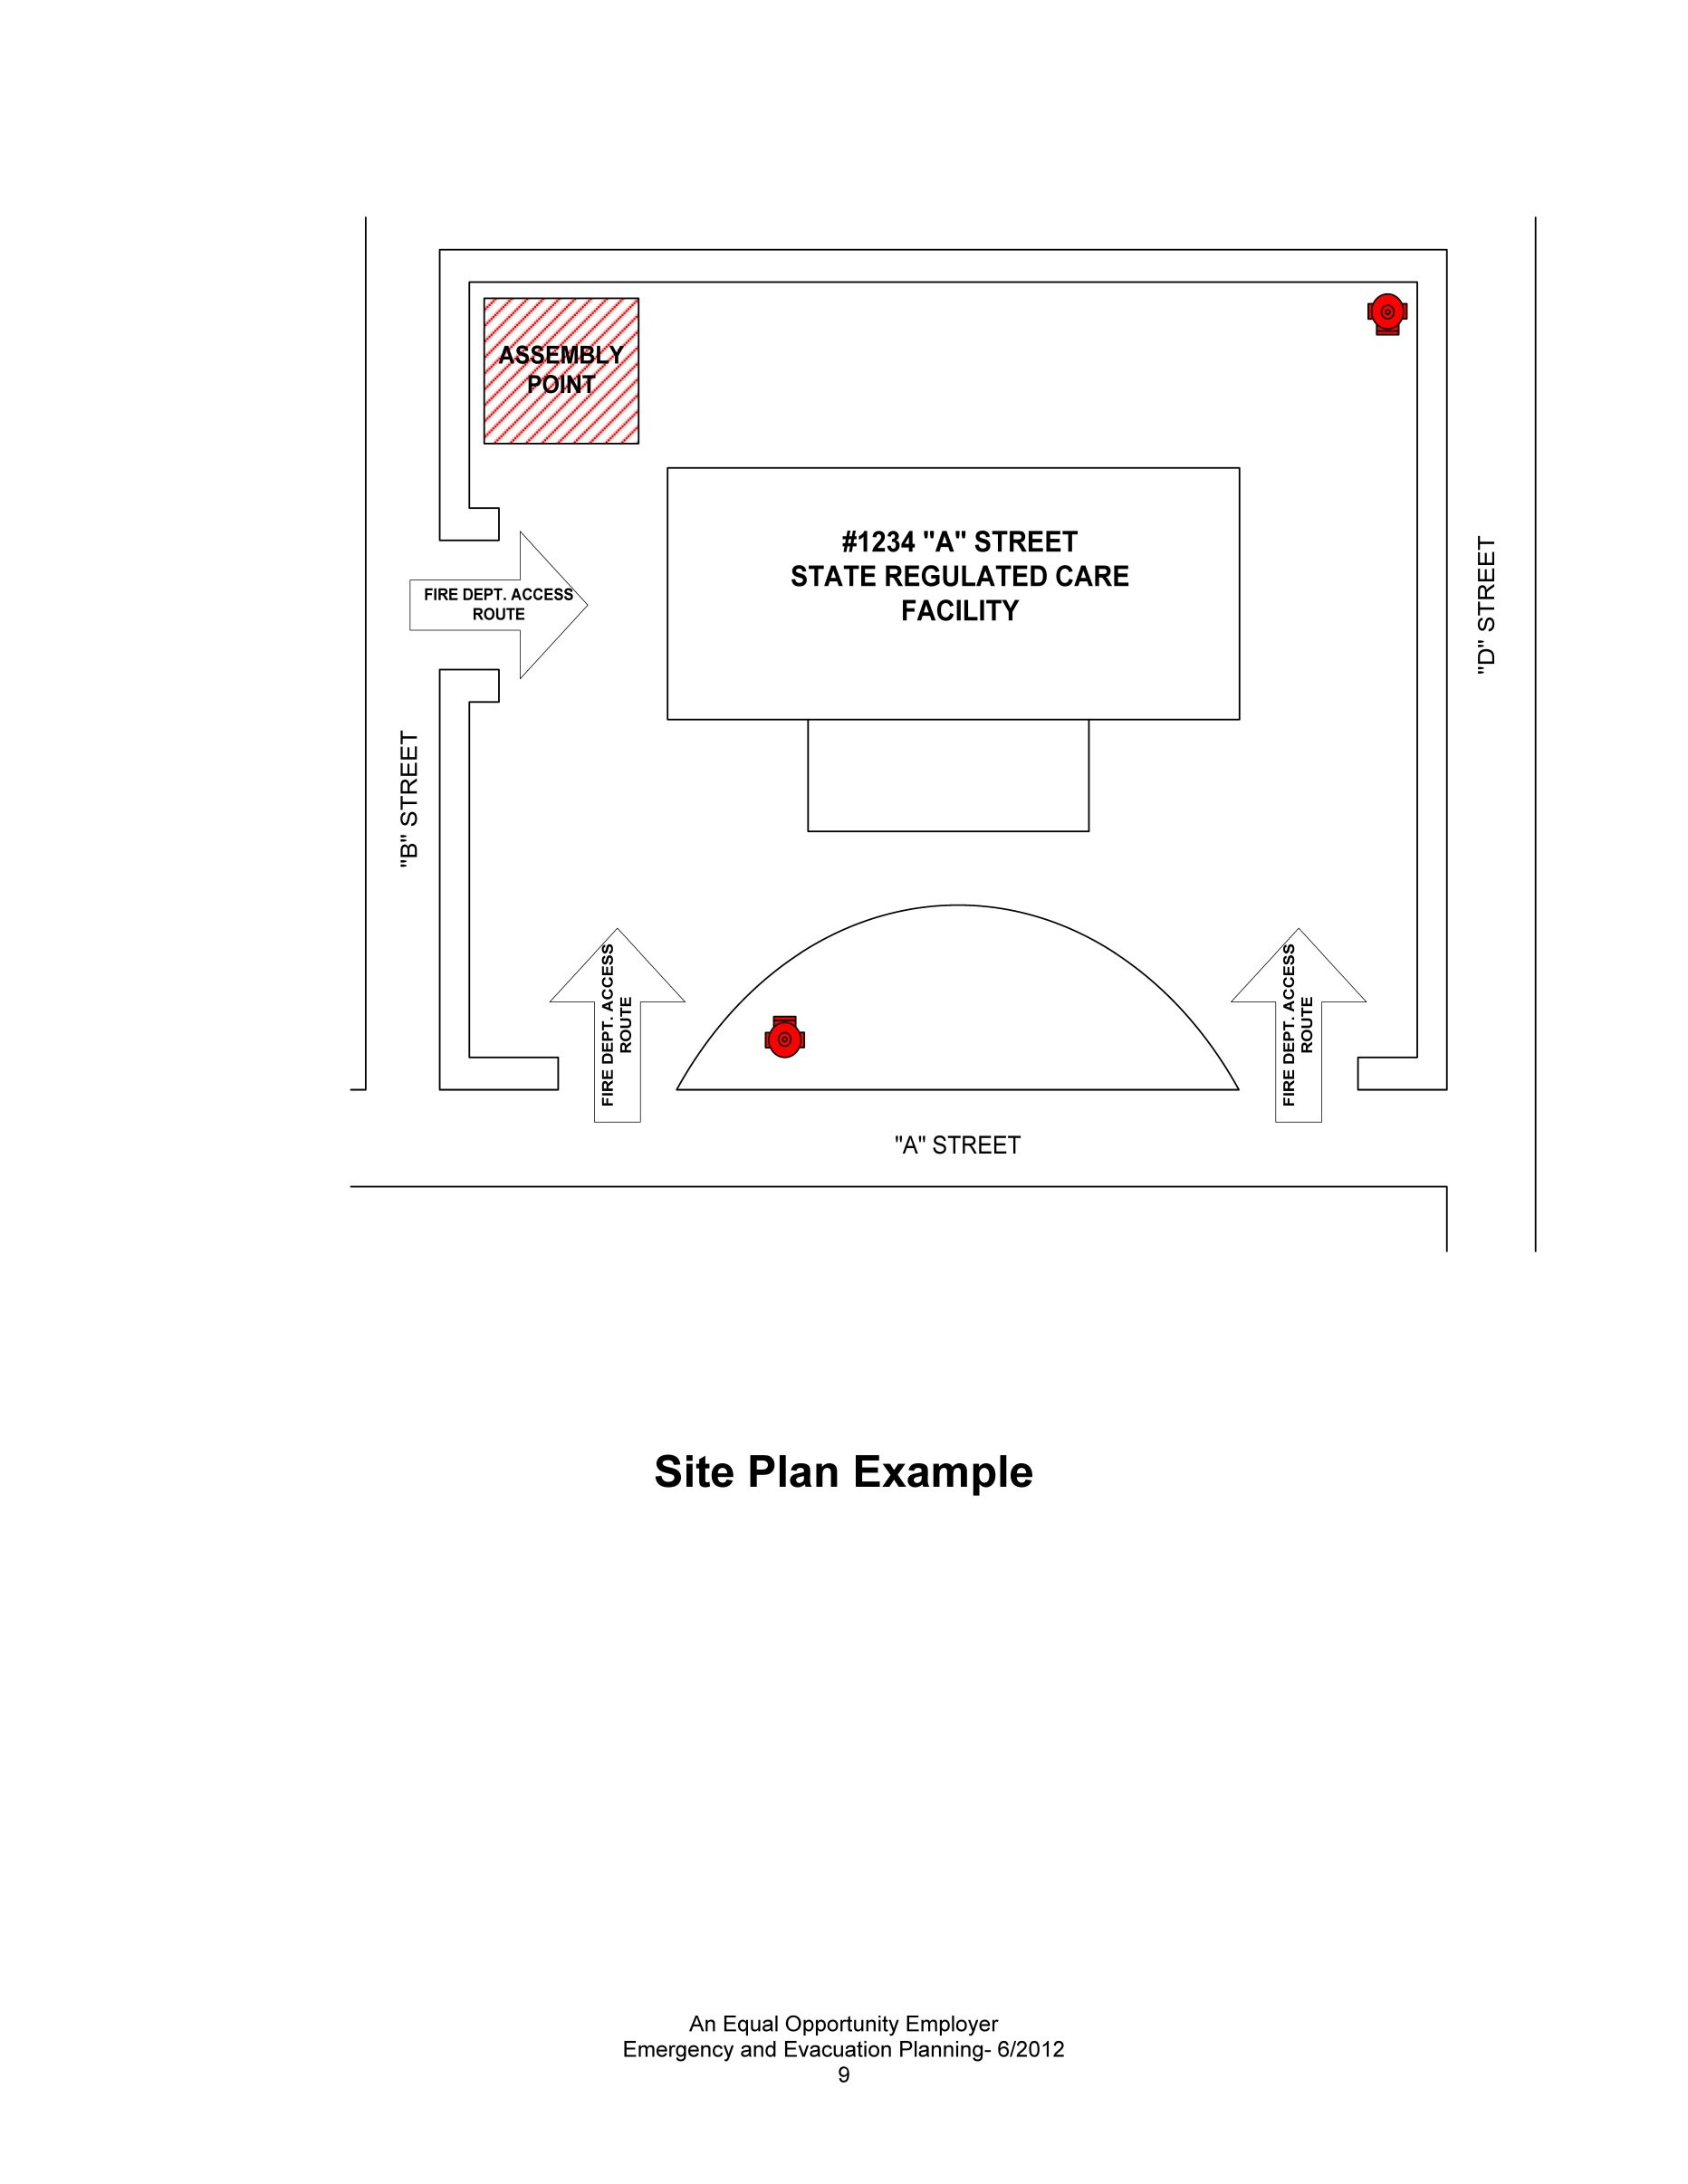 ASSEMBLY
POINT
#1234 "A" STREET
STATE REGULATED CARE
FACILITY
FIRE DEPT. ACCESS
ROUTE
"D" STREET
"B" STREET
FIRE DEPT. ACCESS
ROUTE
FIRE DEPT. ACCESS
ROUTE
"A" STREET
Site Plan Example
An Equal Opportunity Employer
Emergency and Evacuation Planning- 6/2012
9